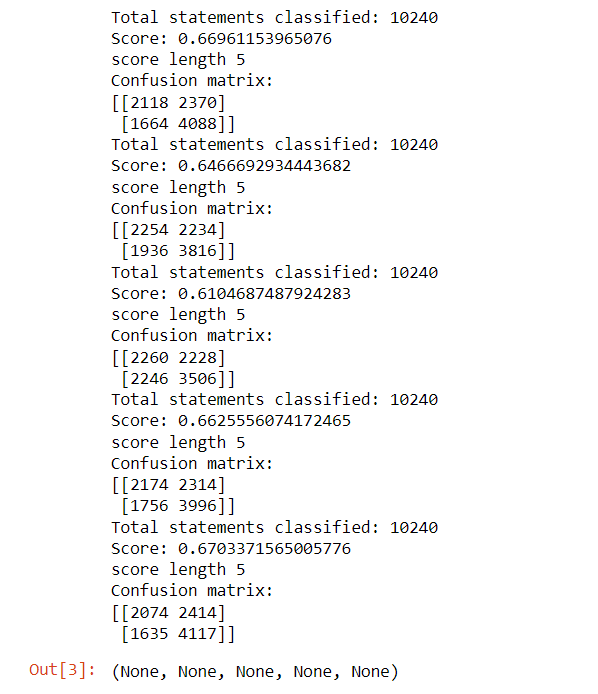 Total statements classified: 10240
Score: 0.66961153965076
score length 5
Confusion matrix:
[[2118 2370]
 [1664 4088]]
Total statements classified: 10240
Score: 0.6466692934443682
score length 5
Confusion matrix:
[[2254 2234]
 [1936 3816]]
Total statements classified: 10240
Score: 0.6104687487924283
score length 5
Confusion matrix:
[[2260 2228]
 [2246 3506]]
Total statements classified: 10240
Score: 0.6625556074172465
score length 5
Confusion matrix:
[[2174 2314]
 [1756 3996]]
Total statements classified: 10240
Score: 0.6703371565005776
score length 5
Confusion matrix:
[[2074 2414]
 [1635 4117]]
Out[3]: (None, None, None, None, None)